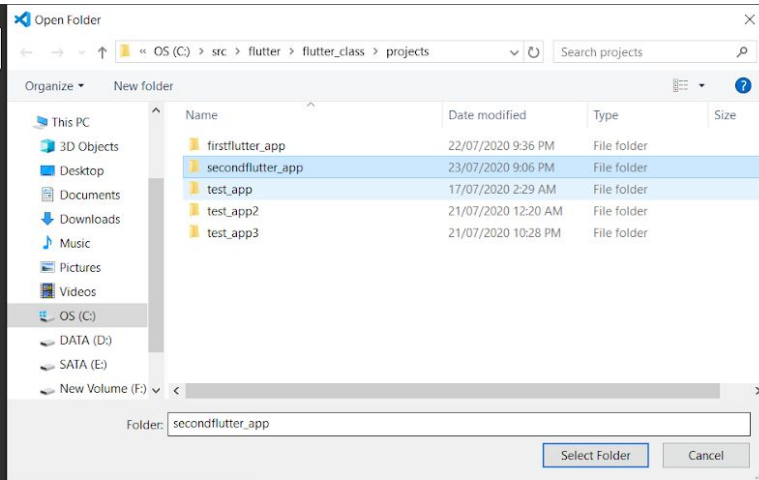 Open Folder
« OS (C:) > src > flutter > flutter_class > projects
Search projects
Organize
New folder
Name Date modified Type Size
This PC
3D Objects
Desktop
Documents
Downloads
Music
Pictures
Videos
OS (C:)
DATA (D:)
SATA (E:)
New Volume (F:)
firstflutter_app 22/07/2020 9:36 PM File folder
secondflutter_app 23/07/2020 9:06 PM File folder
test_app 17/07/2020 2:29 AM File folder
test_app2 21/07/2020 12:20 AM File folder
test_app3 21/07/2020 10:28 PM File folder
Folder: secondflutter_app
Select Folder Cancel